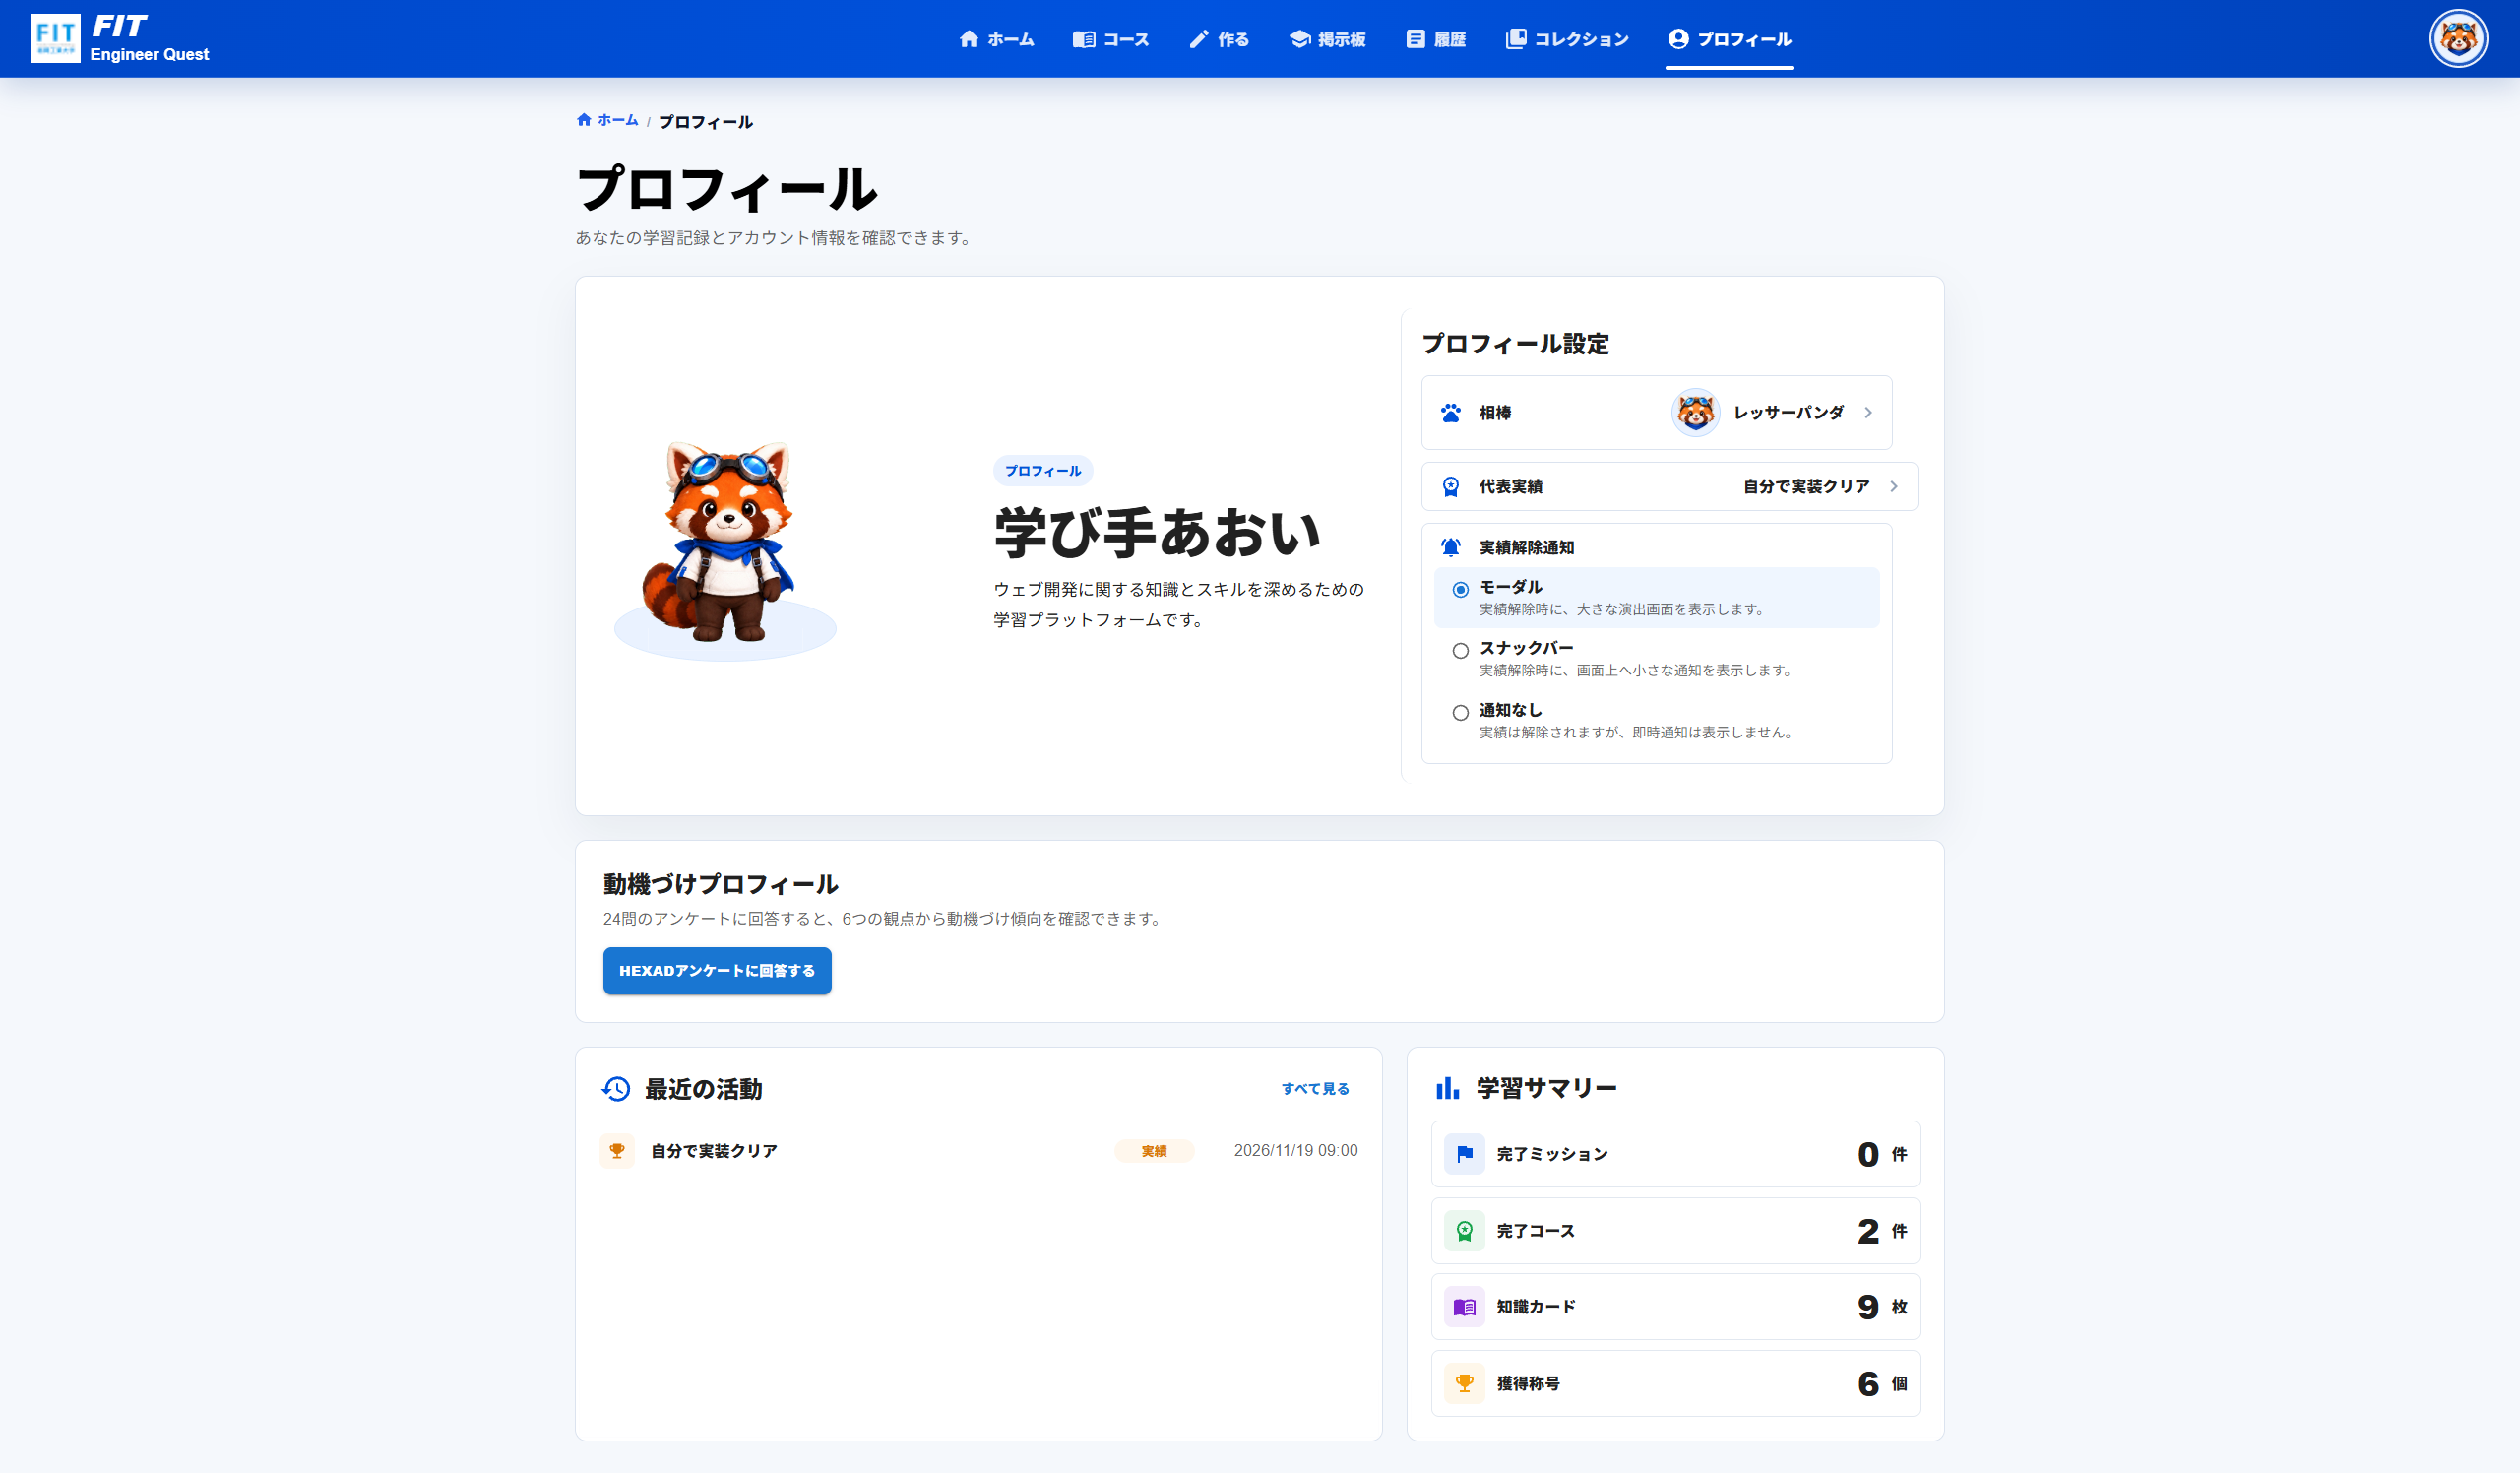 FIT
FIT
Engineer Quest
ホーム
コース
作る
掲示板
履歴
コレクション
プロフィール
ホーム / プロフィール
プロフィール
あなたの学習記録とアカウント情報を確認できます。
プロフィール
学び手あおい
ウェブ開発に関する知識とスキルを深めるための
学習プラットフォームです。
プロフィール設定
相棒 レッサーパンダ
代表実績 自分で実装クリア
実績解除通知
モーダル
実績解除時に、大きな演出画面を表示します。
スナックバー
実績解除時に、画面上へ小さな通知を表示します。
通知なし
実績は解除されますが、即時通知は表示しません。
動機づけプロフィール
24問のアンケートに回答すると、6つの観点から動機づけ傾向を確認できます。
HEXADアンケートに回答する
最近の活動 すべて見る
自分で実装クリア 実績 2026/11/19 09:00
学習サマリー
完了ミッション 0 件
完了コース 2 件
知識カード 9 枚
獲得称号 6 個